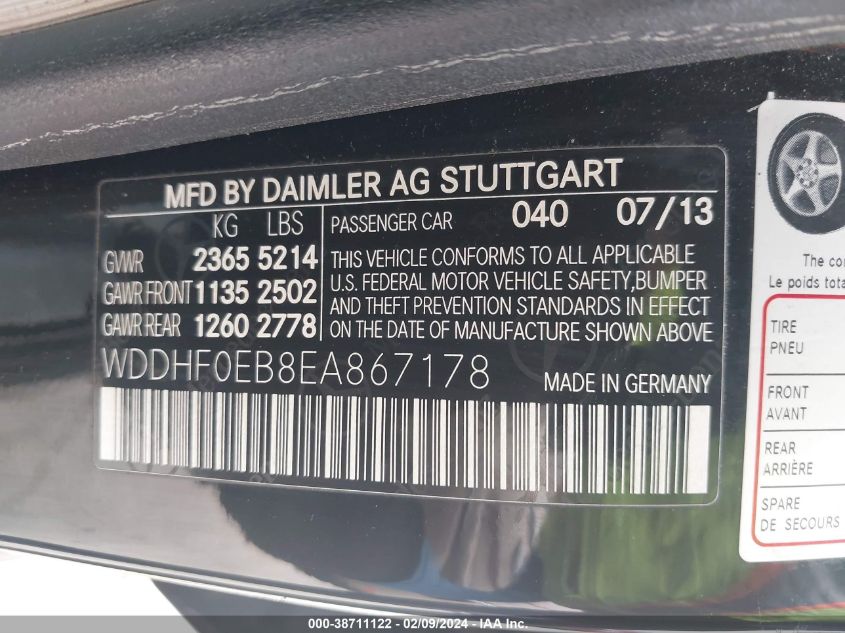 MFD BY DAIMLER AG STUTTGART
KG LBS
GVWR 2365 5214
GAWR FRONT 1135 2502
GAWR REAR 1260 2778
PASSENGER CAR 040 07/13
THIS VEHICLE CONFORMS TO ALL APPLICABLE
U.S. FEDERAL MOTOR VEHICLE SAFETY,BUMPER
AND THEFT PREVENTION STANDARDS IN EFFECT
ON THE DATE OF MANUFACTURE SHOWN ABOVE
WDDHF0EB8EA867178 MADE IN GERMANY
The
Le poids
TIRE
PNEU
FRONT
AVANT
REAR
ARRIÈRE
SPARE
DE SECOURS
000-38711122 - 02/09/2024 - IAA Inc.